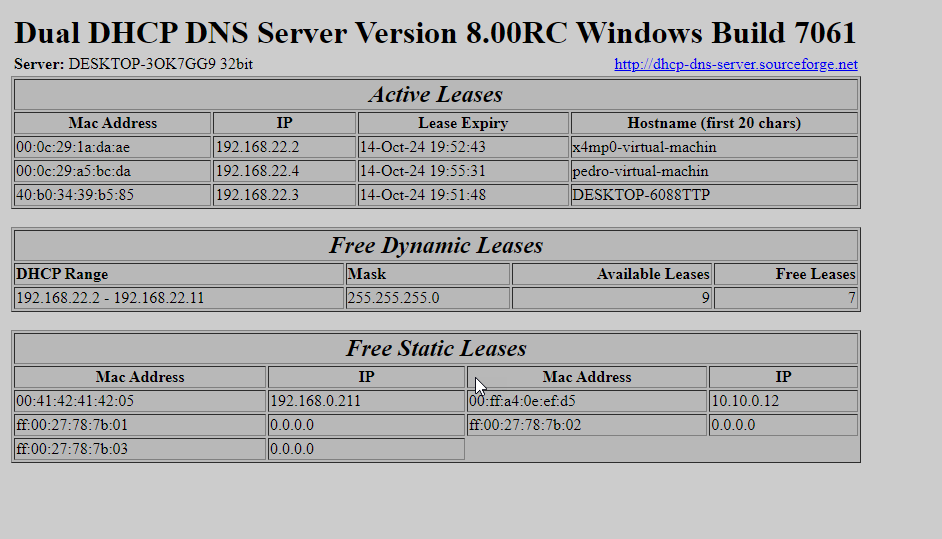 Dual DHCP DNS Server Version 8.00RC Windows Build 7061
Server: DESKTOP-3OK7GG9 32bit http://dhcp-dns-server.sourceforge.net
Active Leases
Mac Address IP Lease Expiry Hostname (first 20 chars)
00:0c:29:1a:da:ae 192.168.22.2 14-Oct-24 19:52:43 x4mp0-virtual-machin
00:0c:29:a5:bc:da 192.168.22.4 14-Oct-24 19:55:31 pedro-virtual-machin
40:b0:34:39:b5:85 192.168.22.3 14-Oct-24 19:51:48 DESKTOP-6088TTP
Free Dynamic Leases
DHCP Range Mask Available Leases Free Leases
192.168.22.2 - 192.168.22.11 255.255.255.0 9 7
Free Static Leases
Mac Address IP Mac Address IP
00:41:42:41:42:05 192.168.0.211 00:ff:a4:0e:ef:d5 10.10.0.12
ff:00:27:78:7b:01 0.0.0.0 ff:00:27:78:7b:02 0.0.0.0
ff:00:27:78:7b:03 0.0.0.0